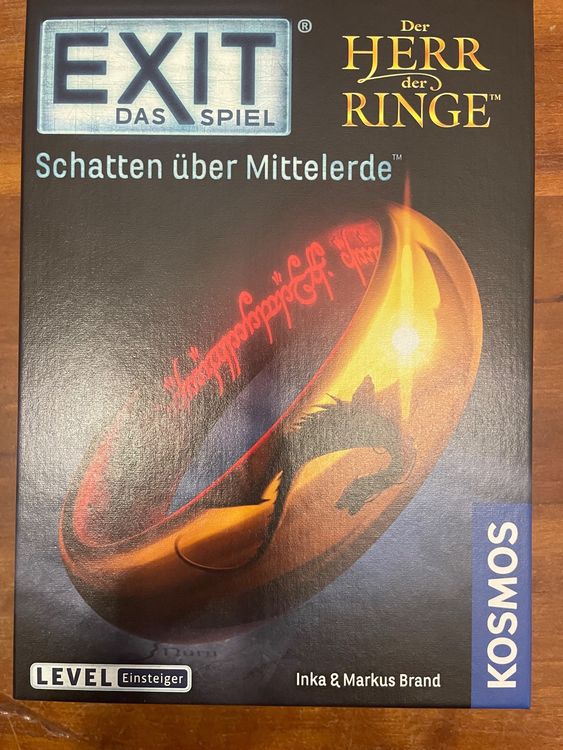 EXIT®
DAS SPIEL
Der
HERR
der
RINGE™
Schatten über Mittelerde™
LEVEL Einsteiger
Inka & Markus Brand
KOSMOS